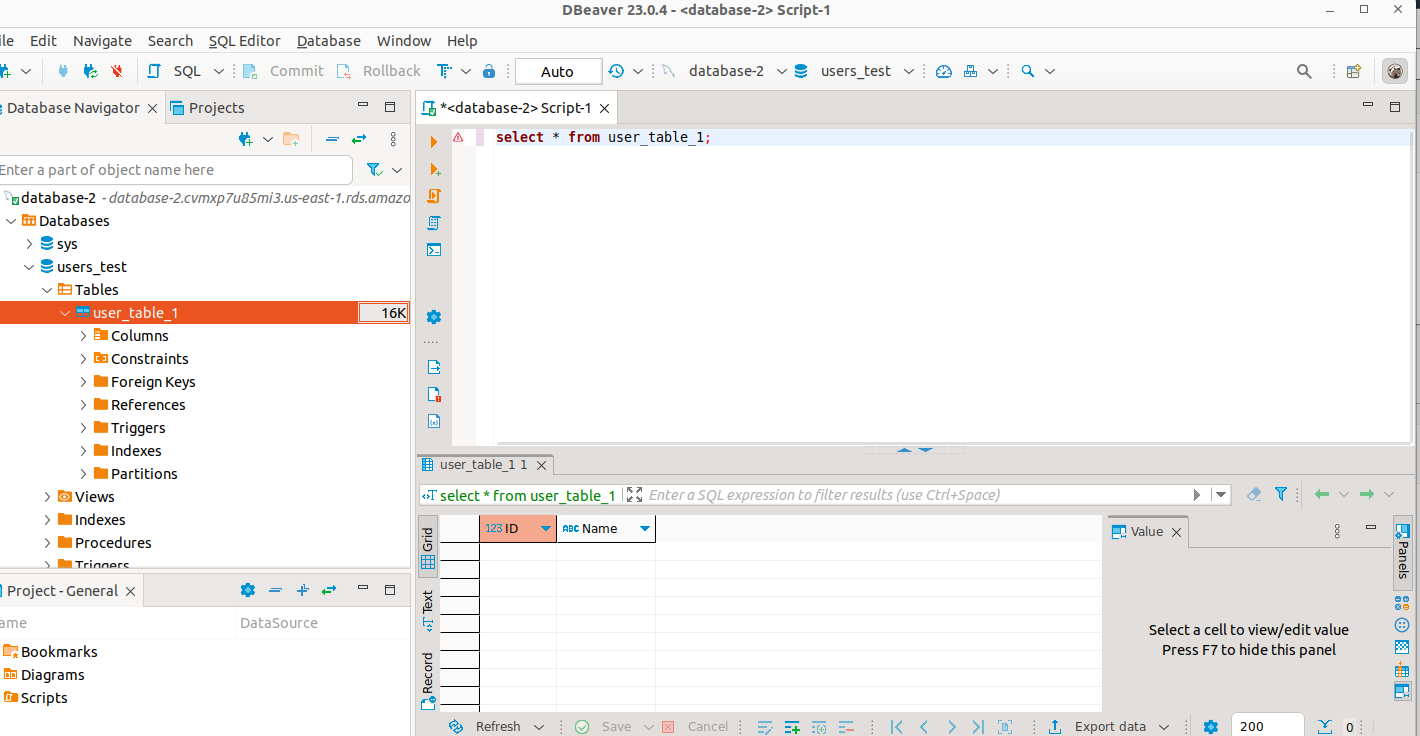 DBeaver 23.0.4 - <database-2> Script-1
ile Edit Navigate Search SQL Editor Database Window Help
SQL Commit Rollback Auto database-2 users_test
Database Navigator Projects
*<database-2> Script-1
Enter a part of object name here
select * from user_table_1;
database-2 - database-2.cvmxp7u85mi3.us-east-1.rds.amazo
Databases
sys
users_test
Tables
user_table_1 16K
Columns
Constraints
Foreign Keys
References
Triggers
Indexes
Partitions
Views
Indexes
Procedures
Triggers
Project - General
ame DataSource
Bookmarks
Diagrams
Scripts
user_table_1 1
select * from user_table_1 Enter a SQL expression to filter results (use Ctrl+Space)
Grid
Text
Record
123 ID ABC Name
Value
Panels
Select a cell to view/edit value
Press F7 to hide this panel
Refresh Save Cancel Export data 200 0